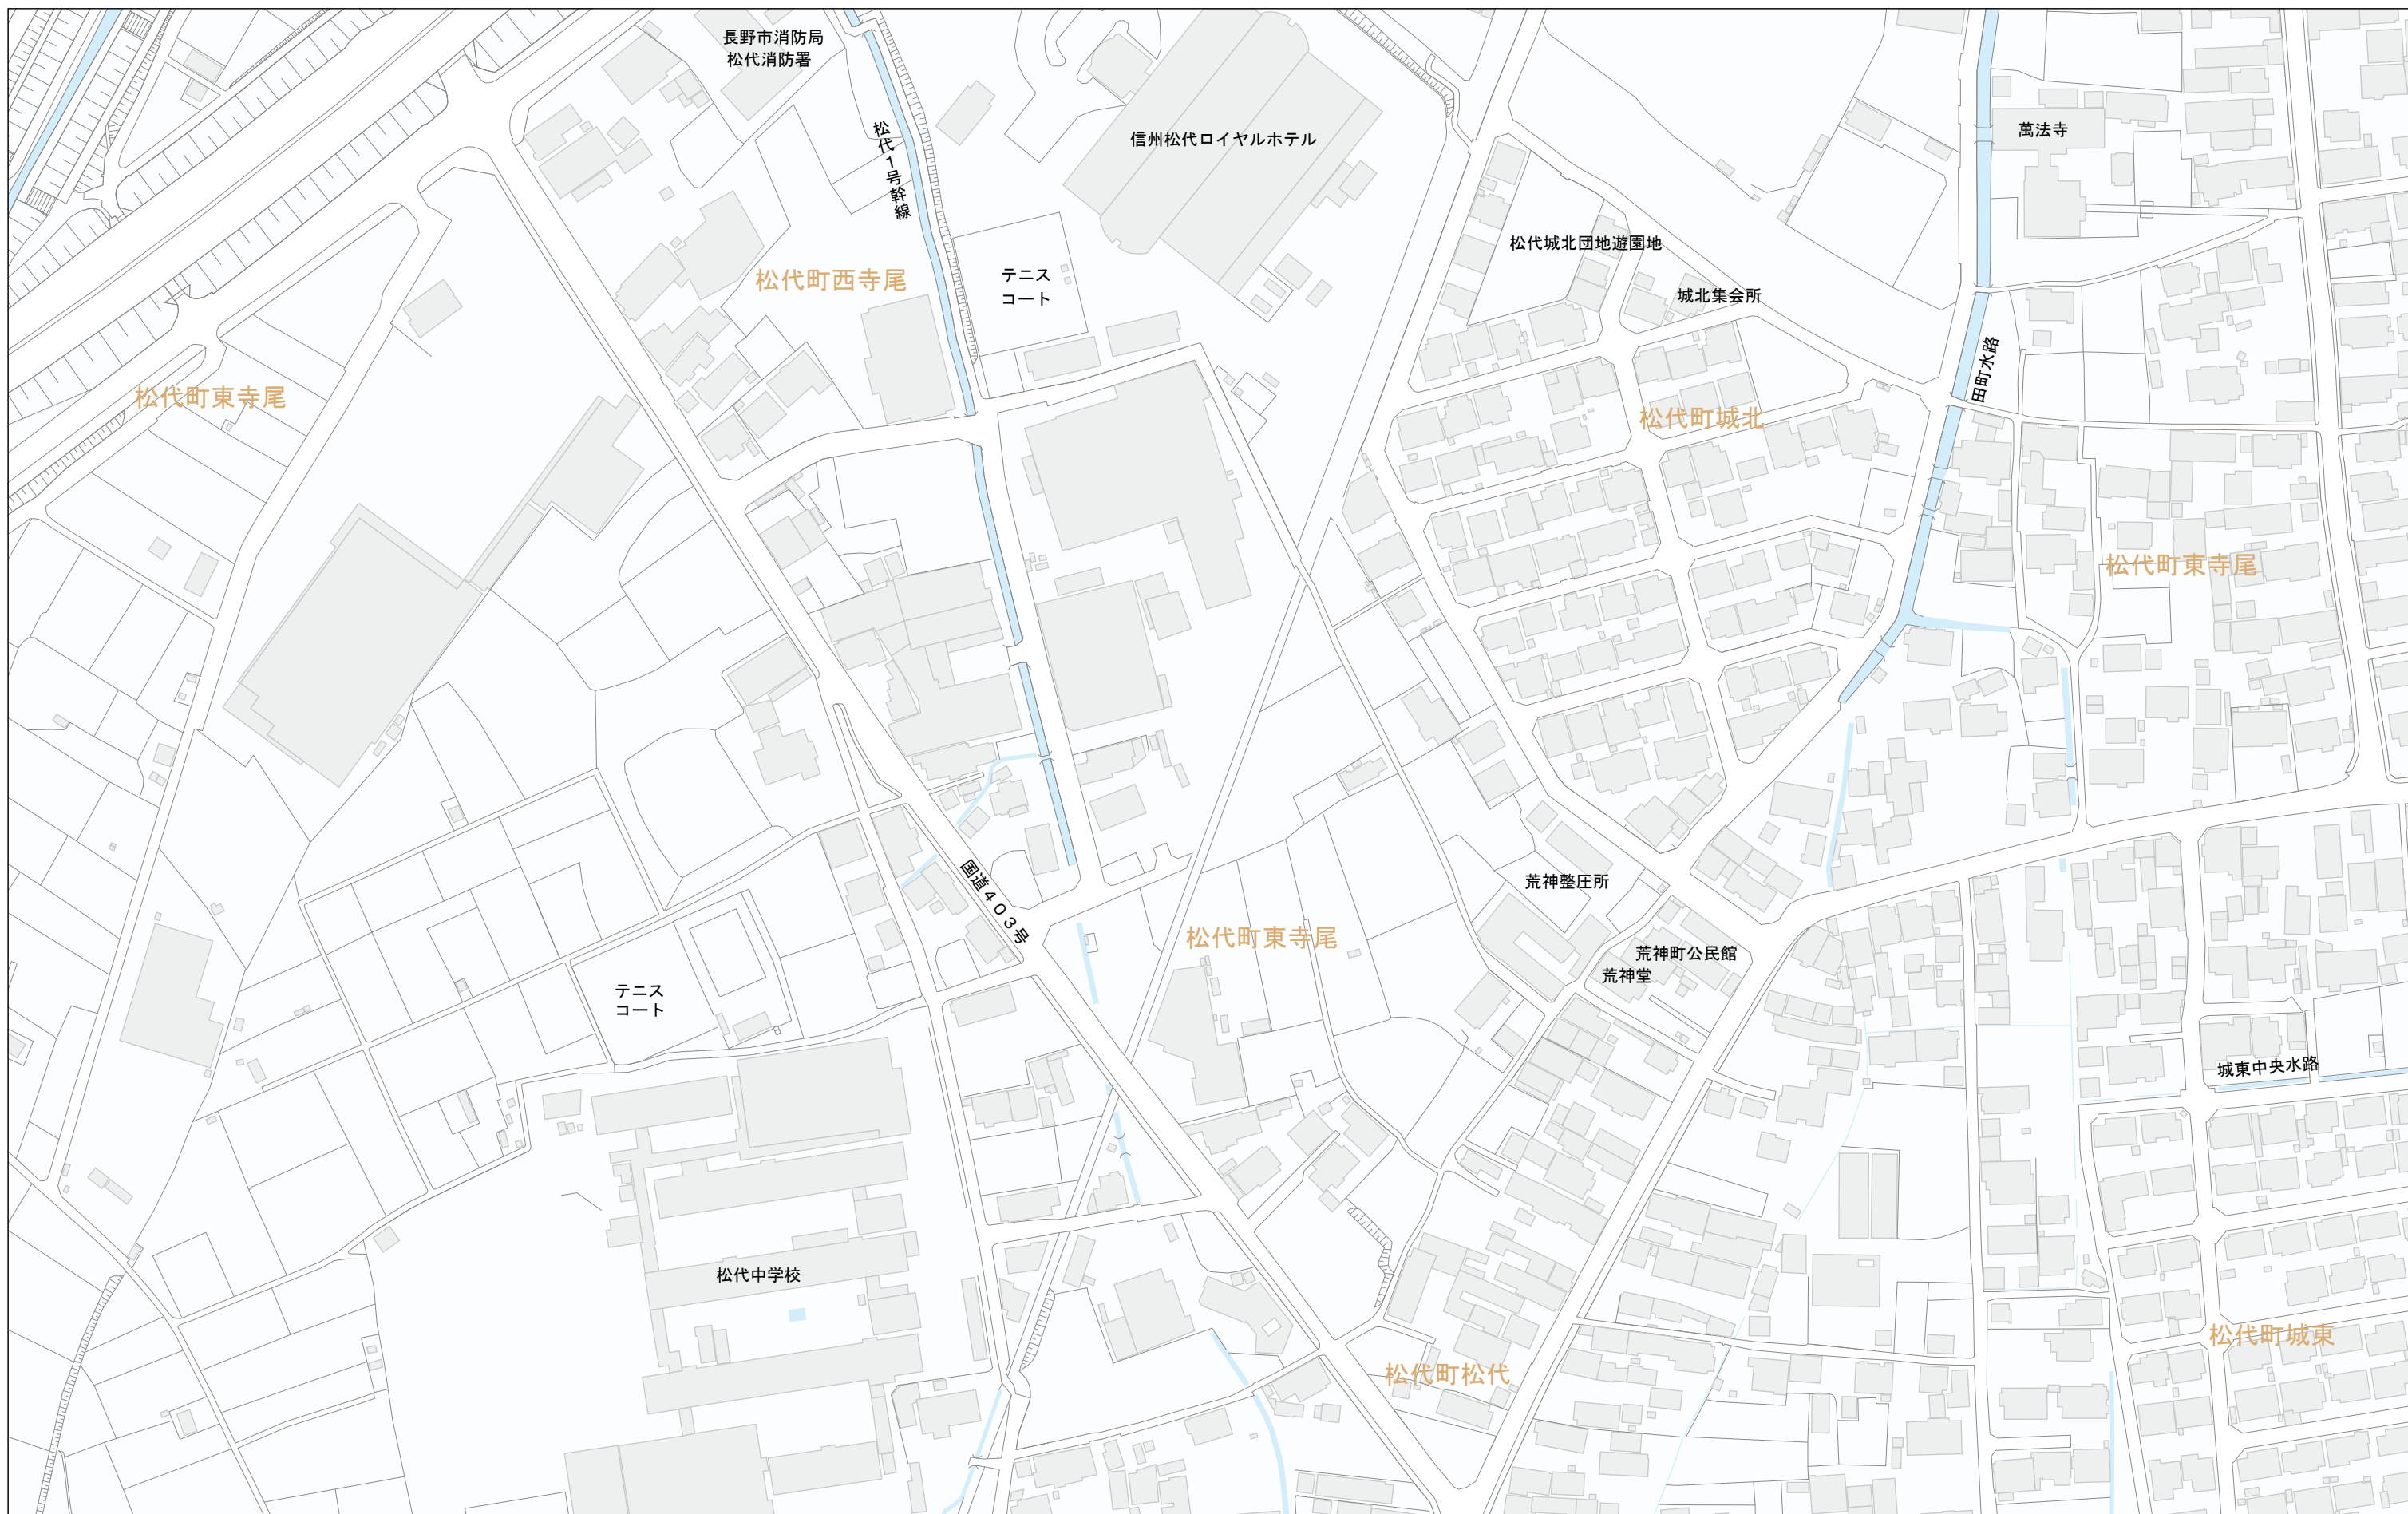 長野市消防局
松代消防署
松代1号幹線
信州松代ロイヤルホテル
萬法寺
松代城北団地遊園地
松代町西寺尾
テニス
コート
城北集会所
田町水路
松代町東寺尾
松代町城北
松代町東寺尾
国道403号
荒神整圧所
松代町東寺尾
荒神町公民館
荒神堂
テニス
コート
城東中央水路
松代中学校
松代町城東
松代町松代